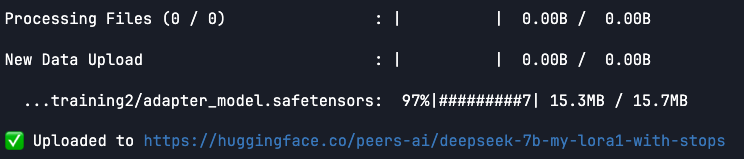 Processing Files (0 / 0) : | | 0.00B / 0.00B
New Data Upload : | | 0.00B / 0.00B
...training2/adapter_model.safetensors: 97%|#########7| 15.3MB / 15.7MB
✅ Uploaded to https://huggingface.co/peers-ai/deepseek-7b-my-lora1-with-stops